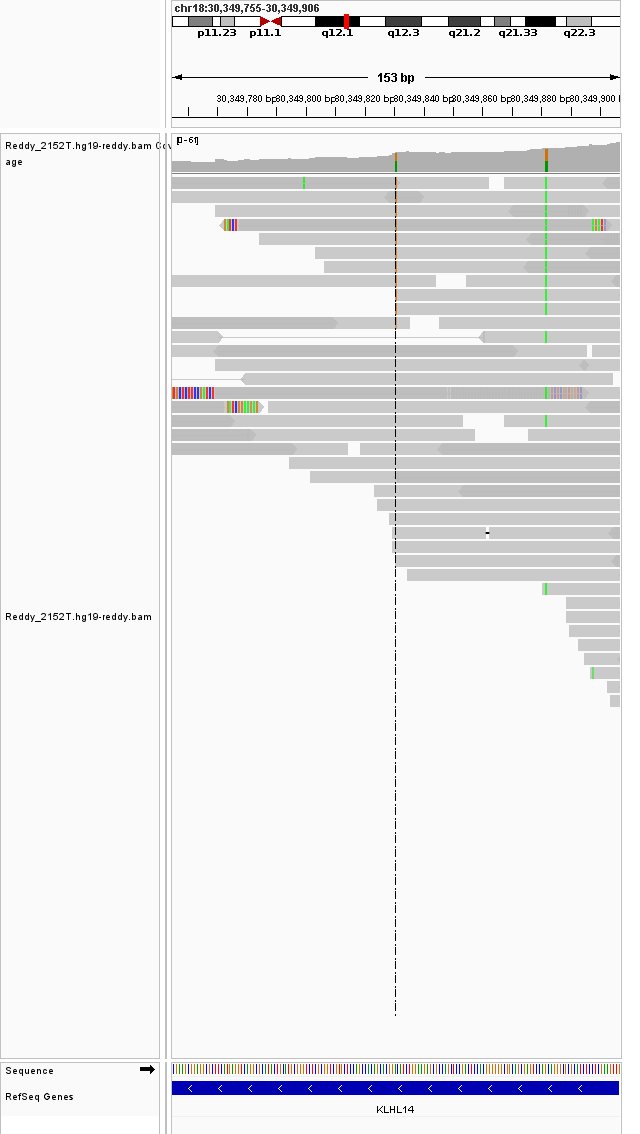 chr18:30,349,755-30,349,906
p11.23 p11.1 q12.1 q12.3 q21.2 q21.33 q22.3
153 bp
30,349,780 bp 30,349,800 bp 30,349,820 bp 30,349,840 bp 30,349,860 bp 30,349,880 bp 30,349,900 b
Reddy_2152T.hg19-reddy.bam Cov
age
[0-61]
Reddy_2152T.hg19-reddy.bam
Sequence
RefSeq Genes
KLHL14